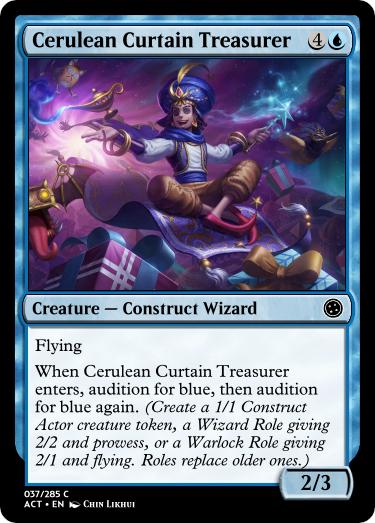 Cerulean Curtain Treasurer 4
Creature — Construct Wizard
Flying
When Cerulean Curtain Treasurer
enters, audition for blue, then audition
for blue again. (Create a 1/1 Construct
Actor creature token, a Wizard Role giving
2/2 and prowess, or a Warlock Role giving
2/1 and flying. Roles replace older ones.)
2/3
037/285 C
ACT • EN Chin Likhui